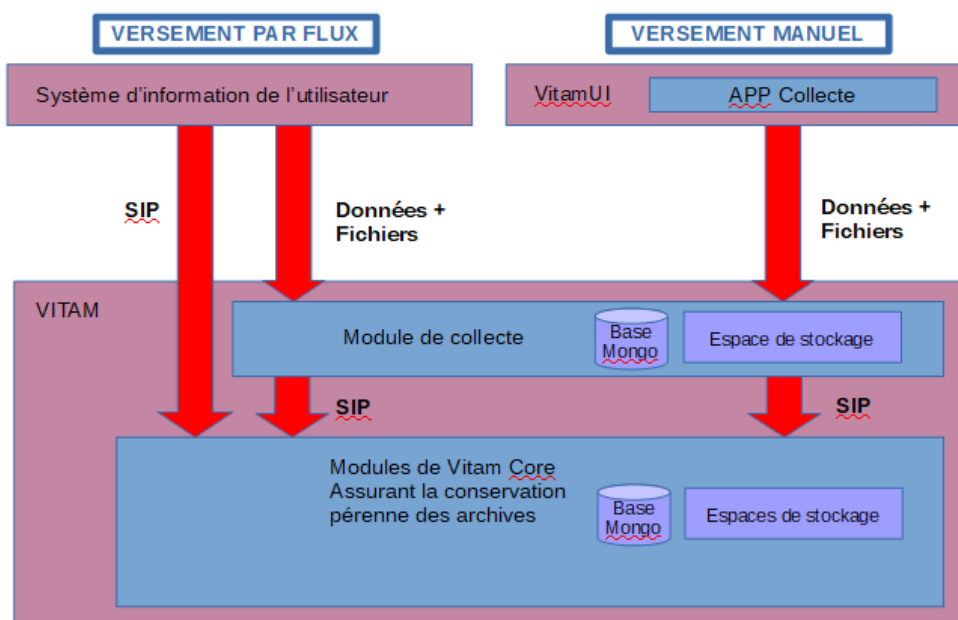 VERSEMENT PAR FLUX
VERSEMENT MANUEL
Système d'information de l'utilisateur
VitamUI
APP Collecte
SIP
Données +
Fichiers
Données +
Fichiers
VITAM
Module de collecte
Base
Mongo
Espace de stockage
SIP
SIP
Modules de Vitam Core
Assurant la conservation
pérenne des archives
Base
Mongo
Espaces de stockage